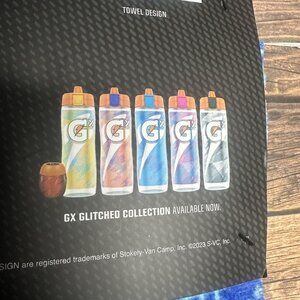 TOWEL DESIGN
G G G G G
GX GLITCHED COLLECTION AVAILABLE NOW.
SIGN are registered trademarks of Stokely-Van Camp, Inc. ©2023 S-VC, Inc.